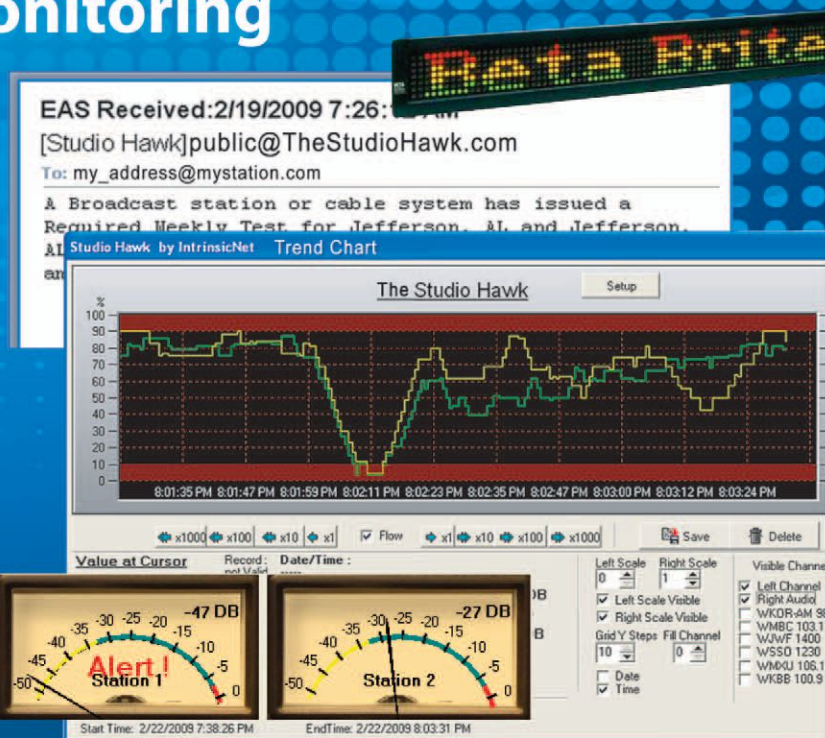 onitoring
Beta Brite
EAS Received:2/19/2009 7:26:
AM
[Studio Hawk]public@TheStudioHawk.com
To: my_address@mystation.com
A Broadcast station or cable system has issued a
Required Weekly Test for Jefferson, AL and Jefferson,
AL
an
Studio Hawk by IntrinsicNet Trend Chart
The Studio Hawk
Setup
%
100
90
80
70
60
50
40
30
20
10
0
8:01:35 PM 8:01:47 PM 8:01:59 PM 8:02:11 PM 8:02:23 PM 8:02:35 PM 8:02:47 PM 8:03:00 PM 8:03:12 PM 8:03:24 PM
x1000 x100 x10 x1 Flow x1 x10 x100 x1000 Save Delete
Value at Cursor Record: Date/Time :
not Valid -----
Left Scale Right Scale
0 1
Left Scale Visible
Right Scale Visible
Grid Y Steps Fill Channel
10 0
Date
Time
Visible Channe
Left Channel
Right Audio
WKOR-AM 98
WMBC 103.1
WJWF 1400
WSSO 1230
WMXU 106.1
WKBB 100.9
DB
B
-50 -45 -40 -35 -30 -25 -20 -15 -10 -5 0
-47 DB
Alert !
Station 1
-50 -45 -40 -35 -30 -25 -20 -15 -10 -5 0
-27 DB
Station 2
Start Time: 2/22/2009 7:38:26 PM EndTime: 2/22/2009 8:03:31 PM